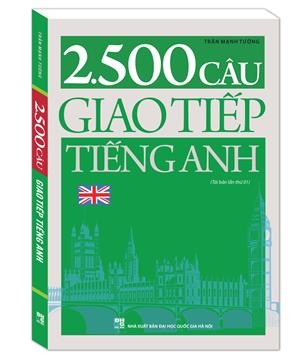 TRẦN MẠNH TƯỜNG
2.500 CÂU
GIAO TIẾP
TIẾNG ANH
(Tái bản lần thứ 01)
NHÀ XUẤT BẢN ĐẠI HỌC QUỐC GIA HÀ NỘI
TRẦN MẠNH TƯỜNG
2.500 CÂU
GIAO TIẾP TIẾNG ANH